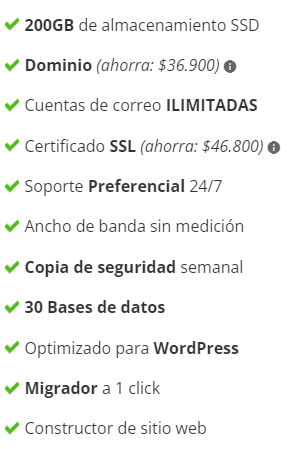 200GB de almacenamiento SSD
Dominio (ahorra: $36.900)
Cuentas de correo ILIMITADAS
Certificado SSL (ahorra: $46.800)
Soporte Preferencial 24/7
Ancho de banda sin medición
Copia de seguridad semanal
30 Bases de datos
Optimizado para WordPress
Migrador a 1 click
Constructor de sitio web